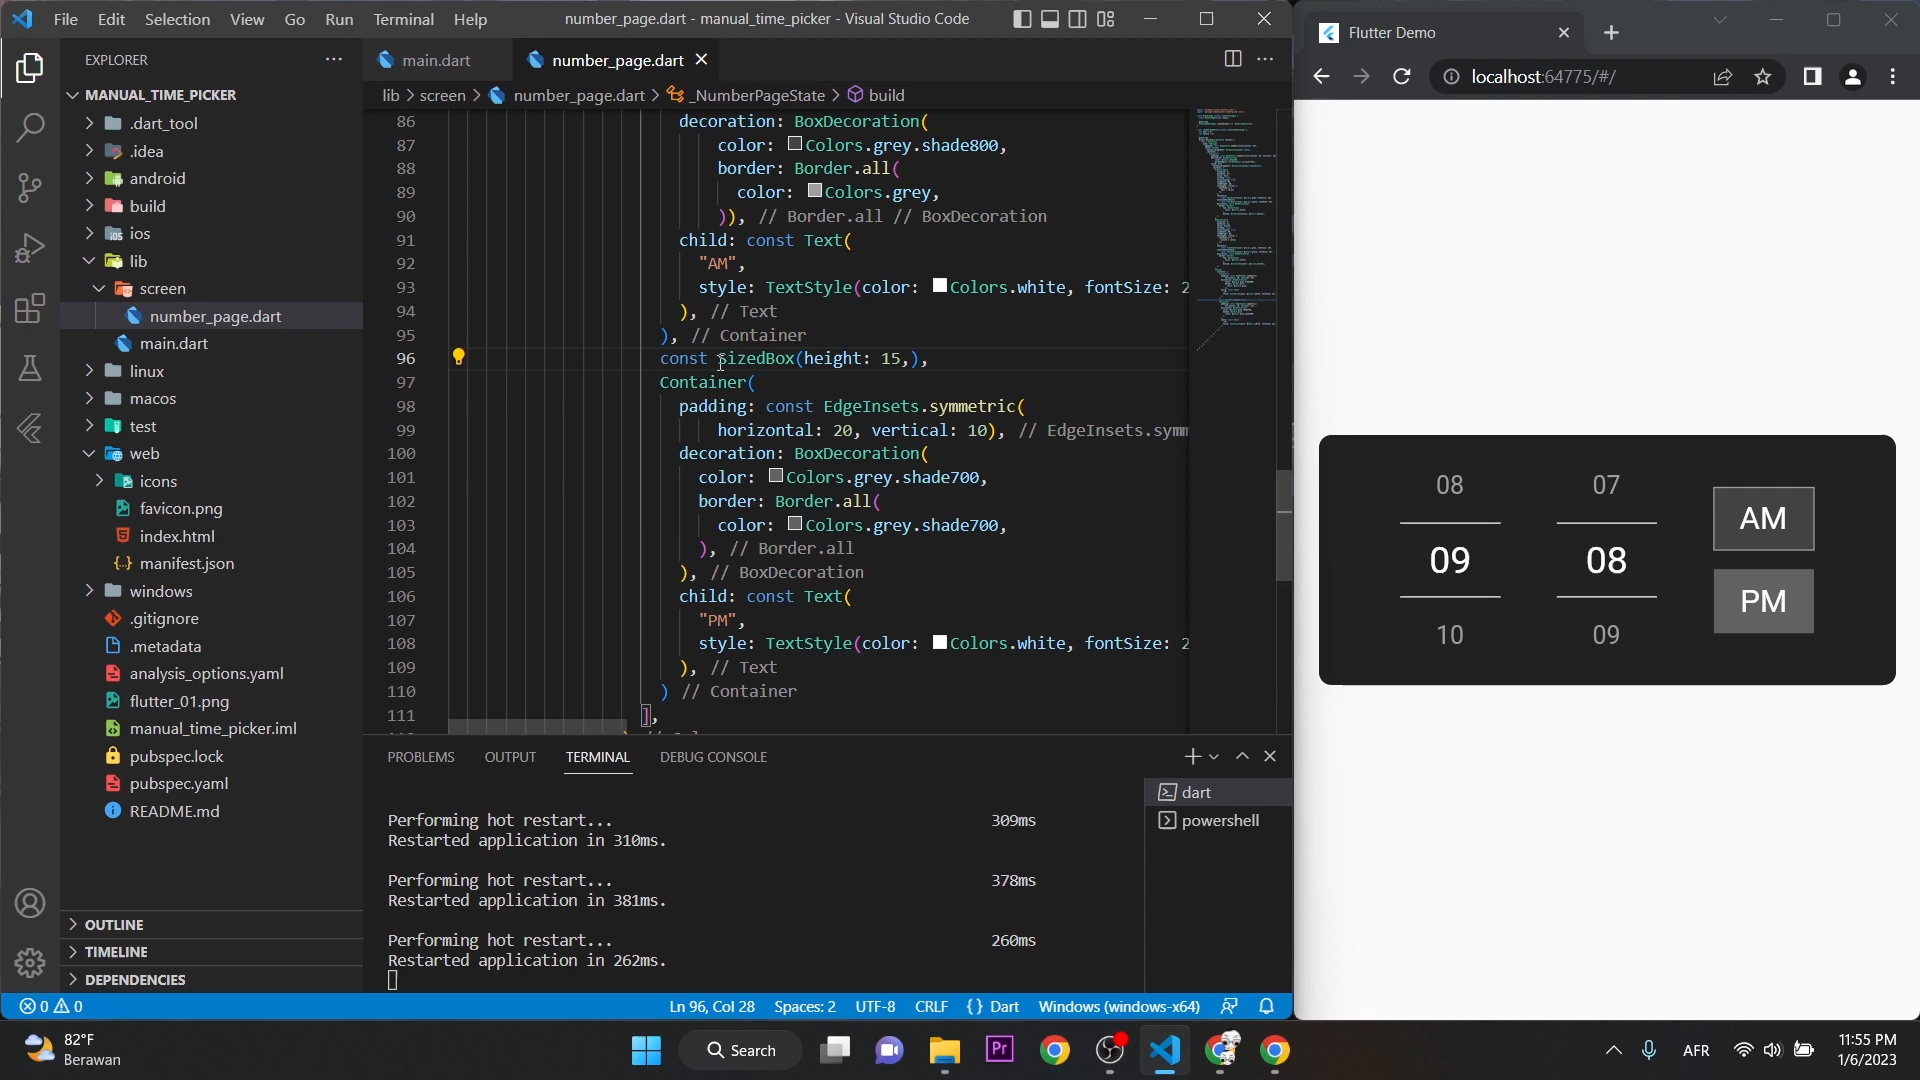 File Edit Selection View Go Run Terminal Help
number_page.dart - manual_time_picker - Visual Studio Code
EXPLORER
MANUAL_TIME_PICKER
.dart_tool
.idea
android
build
ios
lib
screen
number_page.dart
main.dart
linux
macos
test
web
icons
favicon.png
index.html
manifest.json
windows
.gitignore
.metadata
analysis_options.yaml
flutter_01.png
manual_time_picker.iml
pubspec.lock
pubspec.yaml
README.md
OUTLINE
TIMELINE
DEPENDENCIES
main.dart
number_page.dart
lib > screen > number_page.dart > _NumberPageState > build
86 decoration: BoxDecoration(
87 color: Colors.grey.shade800,
88 border: Border.all(
89 color: Colors.grey,
90 )), // Border.all // BoxDecoration
91 child: const Text(
92 "AM",
93 style: TextStyle(color: Colors.white, fontSize: 2
94 ), // Text
95 ), // Container
96 const SizedBox(height: 15,),
97 Container(
98 padding: const EdgeInsets.symmetric(
99 horizontal: 20, vertical: 10), // EdgeInsets.symm
100 decoration: BoxDecoration(
101 color: Colors.grey.shade700,
102 border: Border.all(
103 color: Colors.grey.shade700,
104 ), // Border.all
105 ), // BoxDecoration
106 child: const Text(
107 "PM",
108 style: TextStyle(color: Colors.white, fontSize: 2
109 ), // Text
110 ) // Container
111 ],
PROBLEMS OUTPUT TERMINAL DEBUG CONSOLE
dart
powershell
Performing hot restart... 309ms
Restarted application in 310ms.
Performing hot restart... 378ms
Restarted application in 381ms.
Performing hot restart... 260ms
Restarted application in 262ms.
0 0
Ln 96, Col 28 Spaces: 2 UTF-8 CRLF {} Dart Windows (windows-x64)
Flutter Demo
localhost:64775/#/
08 07
AM
09 08
PM
10 09
82°F
Berawan
Search
Pr
AFR
11:55 PM
1/6/2023